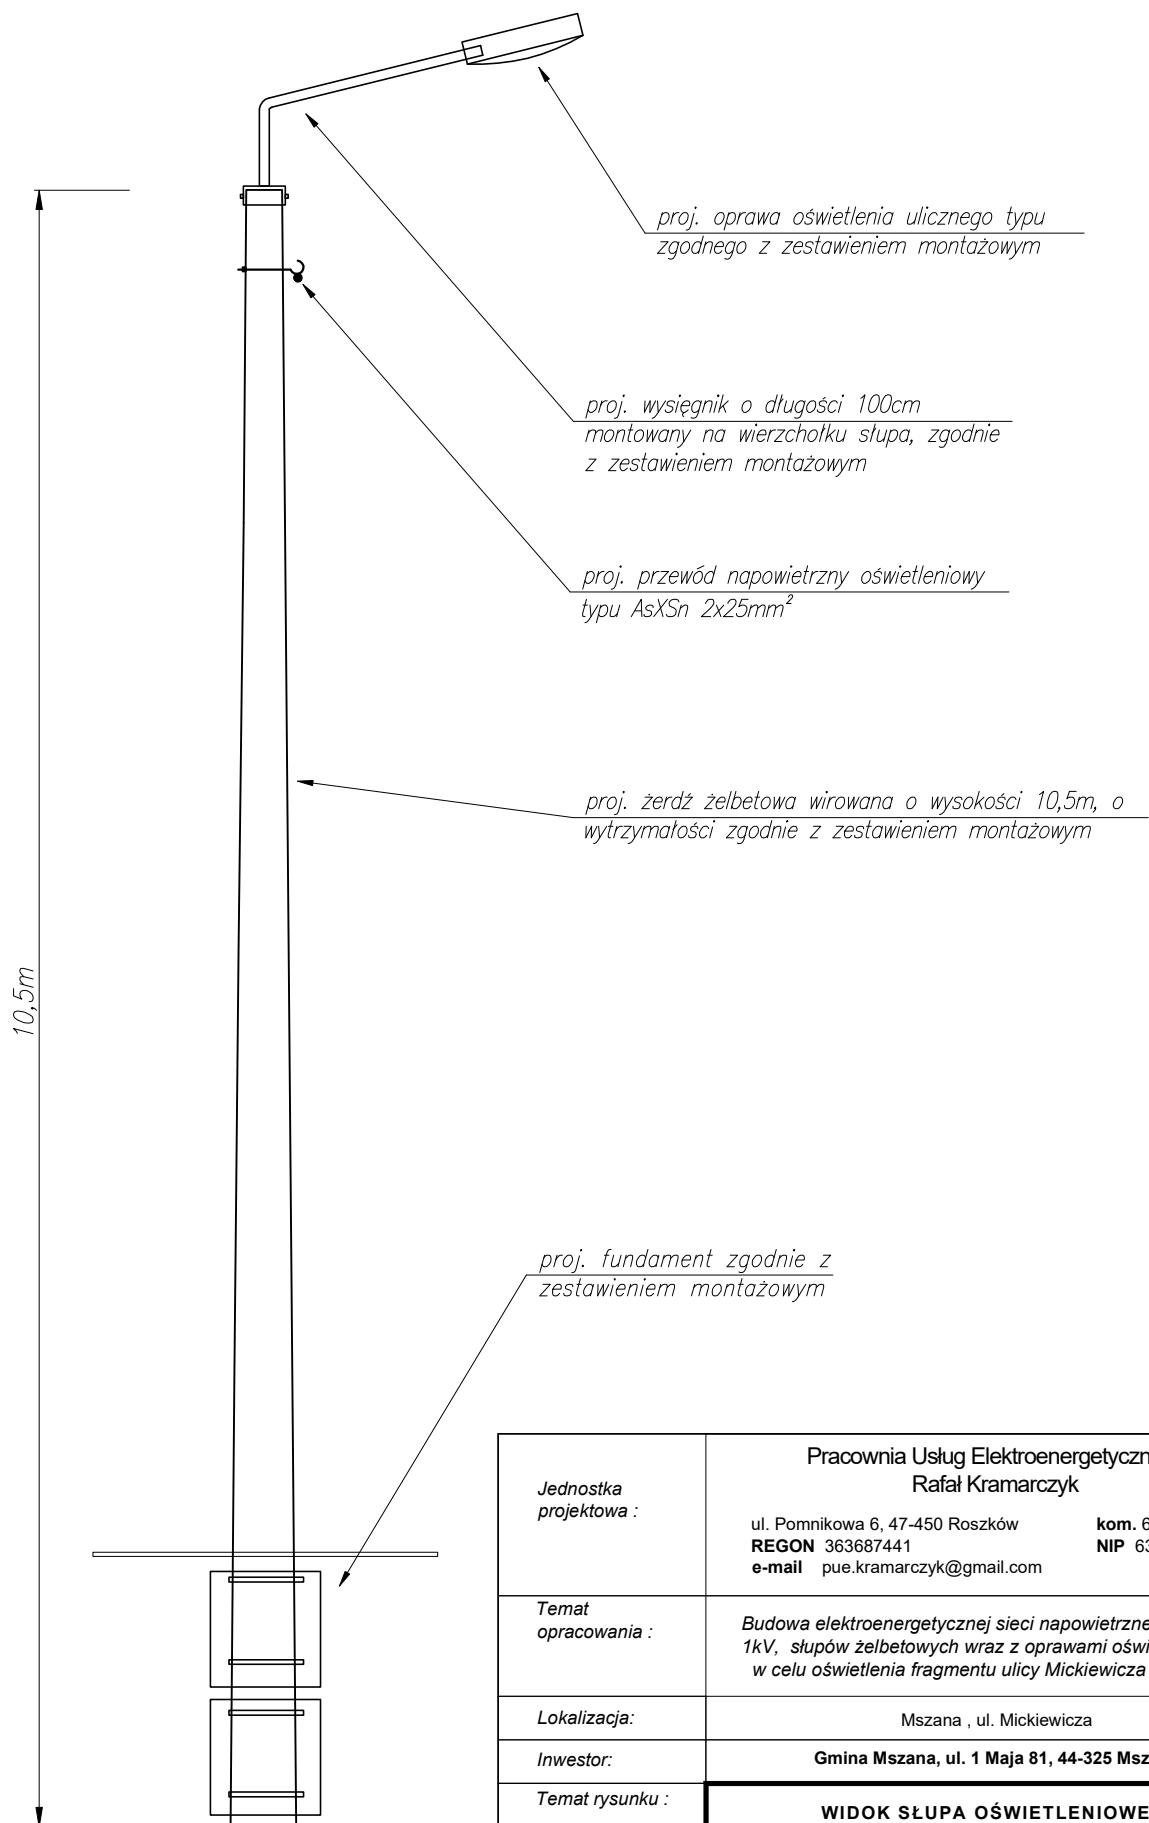 proj. oprawa oświetlenia ulicznego typu
zgodnego z zestawieniem montażowym
proj. wysięgnik o długości 100cm
montowany na wierzchołku słupa, zgodnie
z zestawieniem montażowym
proj. przewód napowietrzny oświetleniowy
typu AsXSn 2x25mm²
proj. żerdź żelbetowa wirowana o wysokości 10,5m, o
wytrzymałości zgodnie z zestawieniem montażowym
10,5m
proj. fundament zgodnie z
zestawieniem montażowym
Jednostka
projektowa :
Pracownia Usług Elektroenergetyczn
Rafał Kramarczyk
ul. Pomnikowa 6, 47-450 Roszków kom. 6
REGON 363687441 NIP 63
e-mail pue.kramarczyk@gmail.com
Temat
opracowania :
Budowa elektroenergetycznej sieci napowietrzne
1kV, słupów żelbetowych wraz z oprawami oświ
w celu oświetlenia fragmentu ulicy Mickiewicza
Lokalizacja:
Mszana , ul. Mickiewicza
Inwestor:
Gmina Mszana, ul. 1 Maja 81, 44-325 Msz
Temat rysunku :
WIDOK SŁUPA OŚWIETLENIOWE